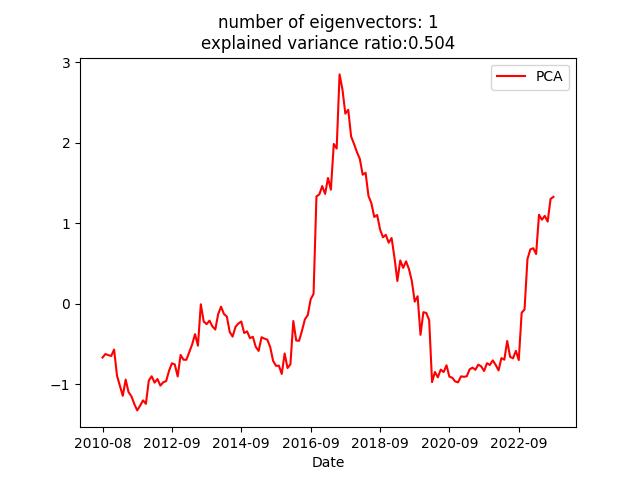 number of eigenvectors: 1
explained variance ratio:0.504
PCA
3
2
1
0
−1
2010-08 2012-09 2014-09 2016-09 2018-09 2020-09 2022-09
Date